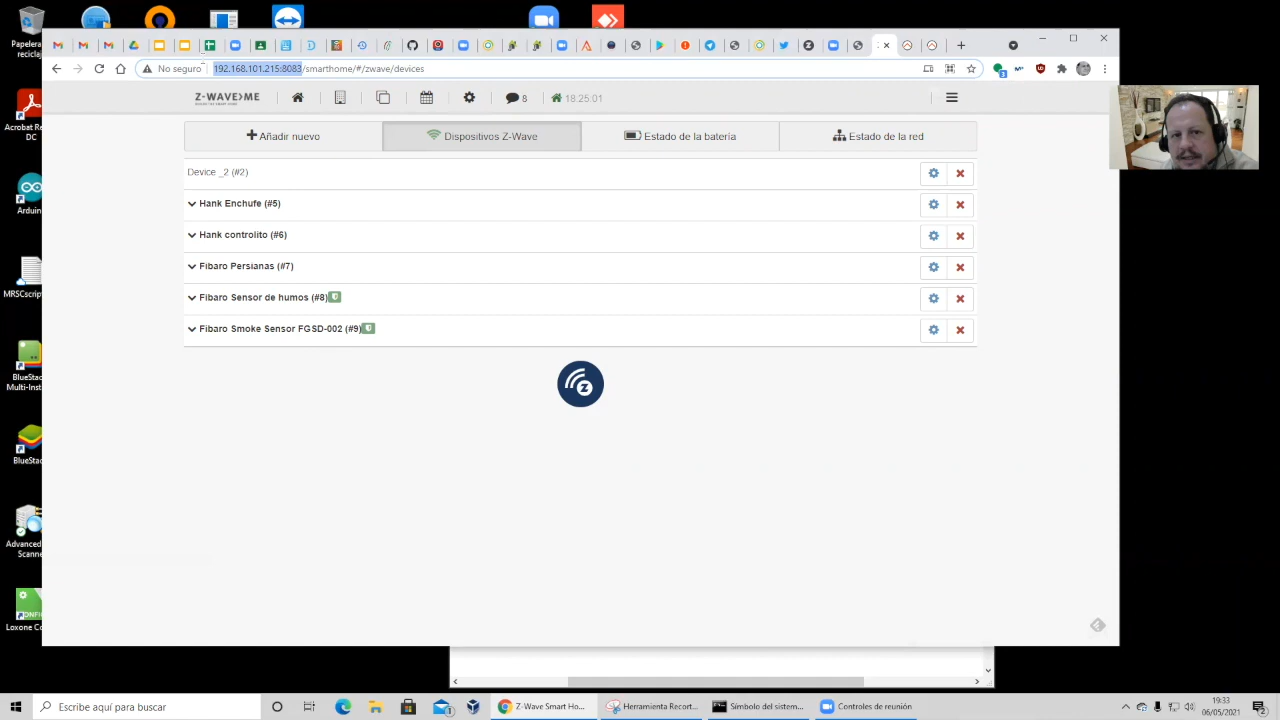 Papelera
reciclaj
Acrobat Re
DC
Arduin
MRSCscrip
BlueStac
Multi-Inst
BlueStac
Advanced
Scanne
Loxone Co
No seguro
192.168.101.215:8083/smarthome/#/zwave/devices
3
Z-WAVE>ME
8
18:25:01
Añadir nuevo
Dispositivos Z-Wave
Estado de la batería
Estado de la red
Device _2 (#2)
Hank Enchufe (#5)
Hank controlito (#6)
Fibaro Persianas (#7)
Fibaro Sensor de humos (#8)
Fibaro Smoke Sensor FGSD-002 (#9)
Escribe aquí para buscar
Z-Wave Smart Ho...
Herramienta Recort...
Símbolo del sistem...
Controles de reunión
19:33
06/05/2021
2